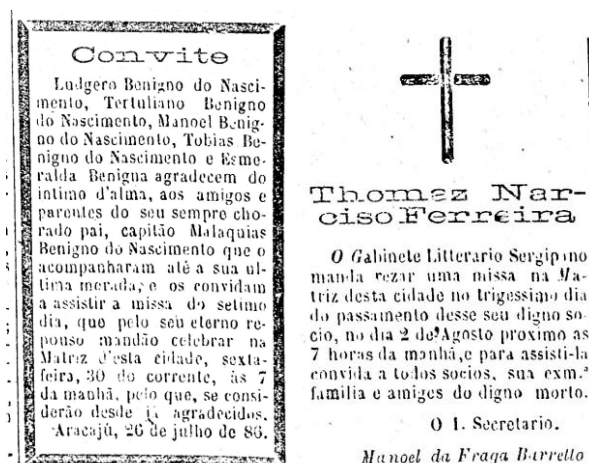 Convite
Ludgero Benigno do Nasci-
mento, Tertuliano Benigno
do Nascimento, Manoel Benig-
no do Nascimento, Tobias Be-
nigno do Nascimento e Esme-
ralda Benigna agradecem do
intimo d'alma, aos amigos e
parentes do seu sempre cho-
rado pai, capitão Malaquias
Benigno do Nascimento que o
acompanharam até a sua ul-
tima morada, e os convidam
a assistir a missa do setimo
dia, que pelo seu eterno re-
pouso mandão celebrar na
Matriz d'esta cidade, sexta-
feira, 30 do corrente, ás 7
da manhã, pelo que, se consi-
derão desde já agradecidos.
Aracajú, 26 de julho de 86.
Thomaz Nar-
ciso Ferreira
O Gabinete Litterario Sergipano
manda rezar uma missa na Ma-
triz desta cidade no trigessimo dia
do passamento desse seu digno so-
cio, no dia 2 de Agosto proximo as
7 horas da manhã, e para assisti-la
convida a todos socios, sua exm.ª
familia e amigos do digno morto.
O 1. Secretario.
Manoel da Fraga Barretto